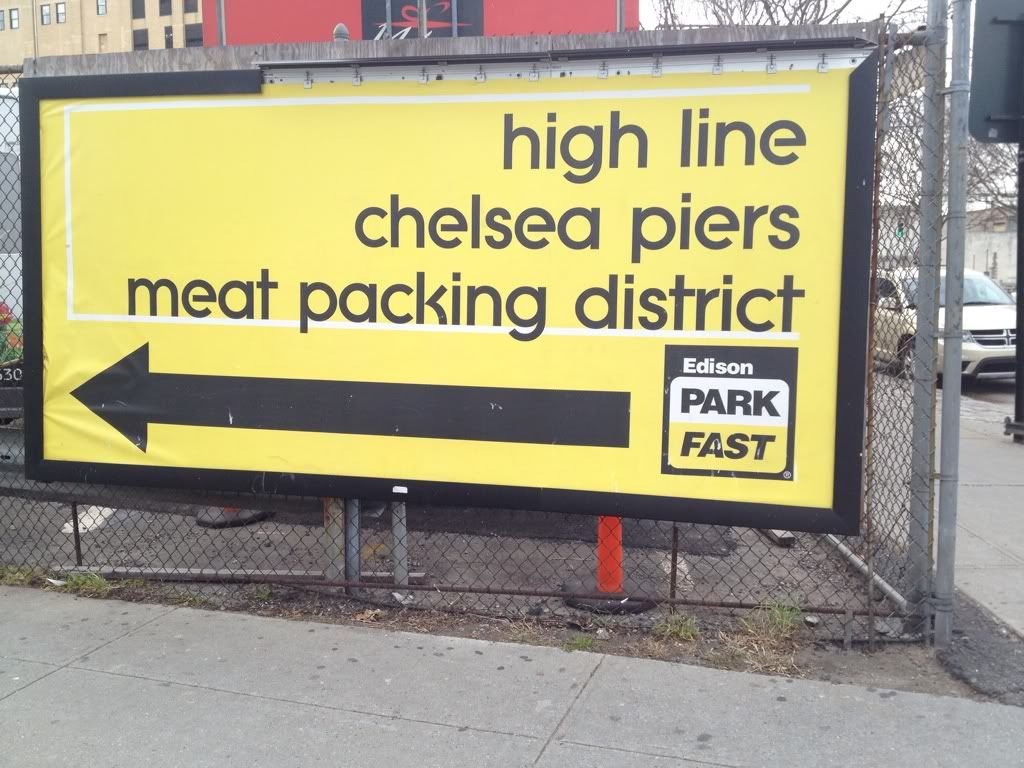 high line
chelsea piers
meat packing district
Edison
PARK
FAST
®